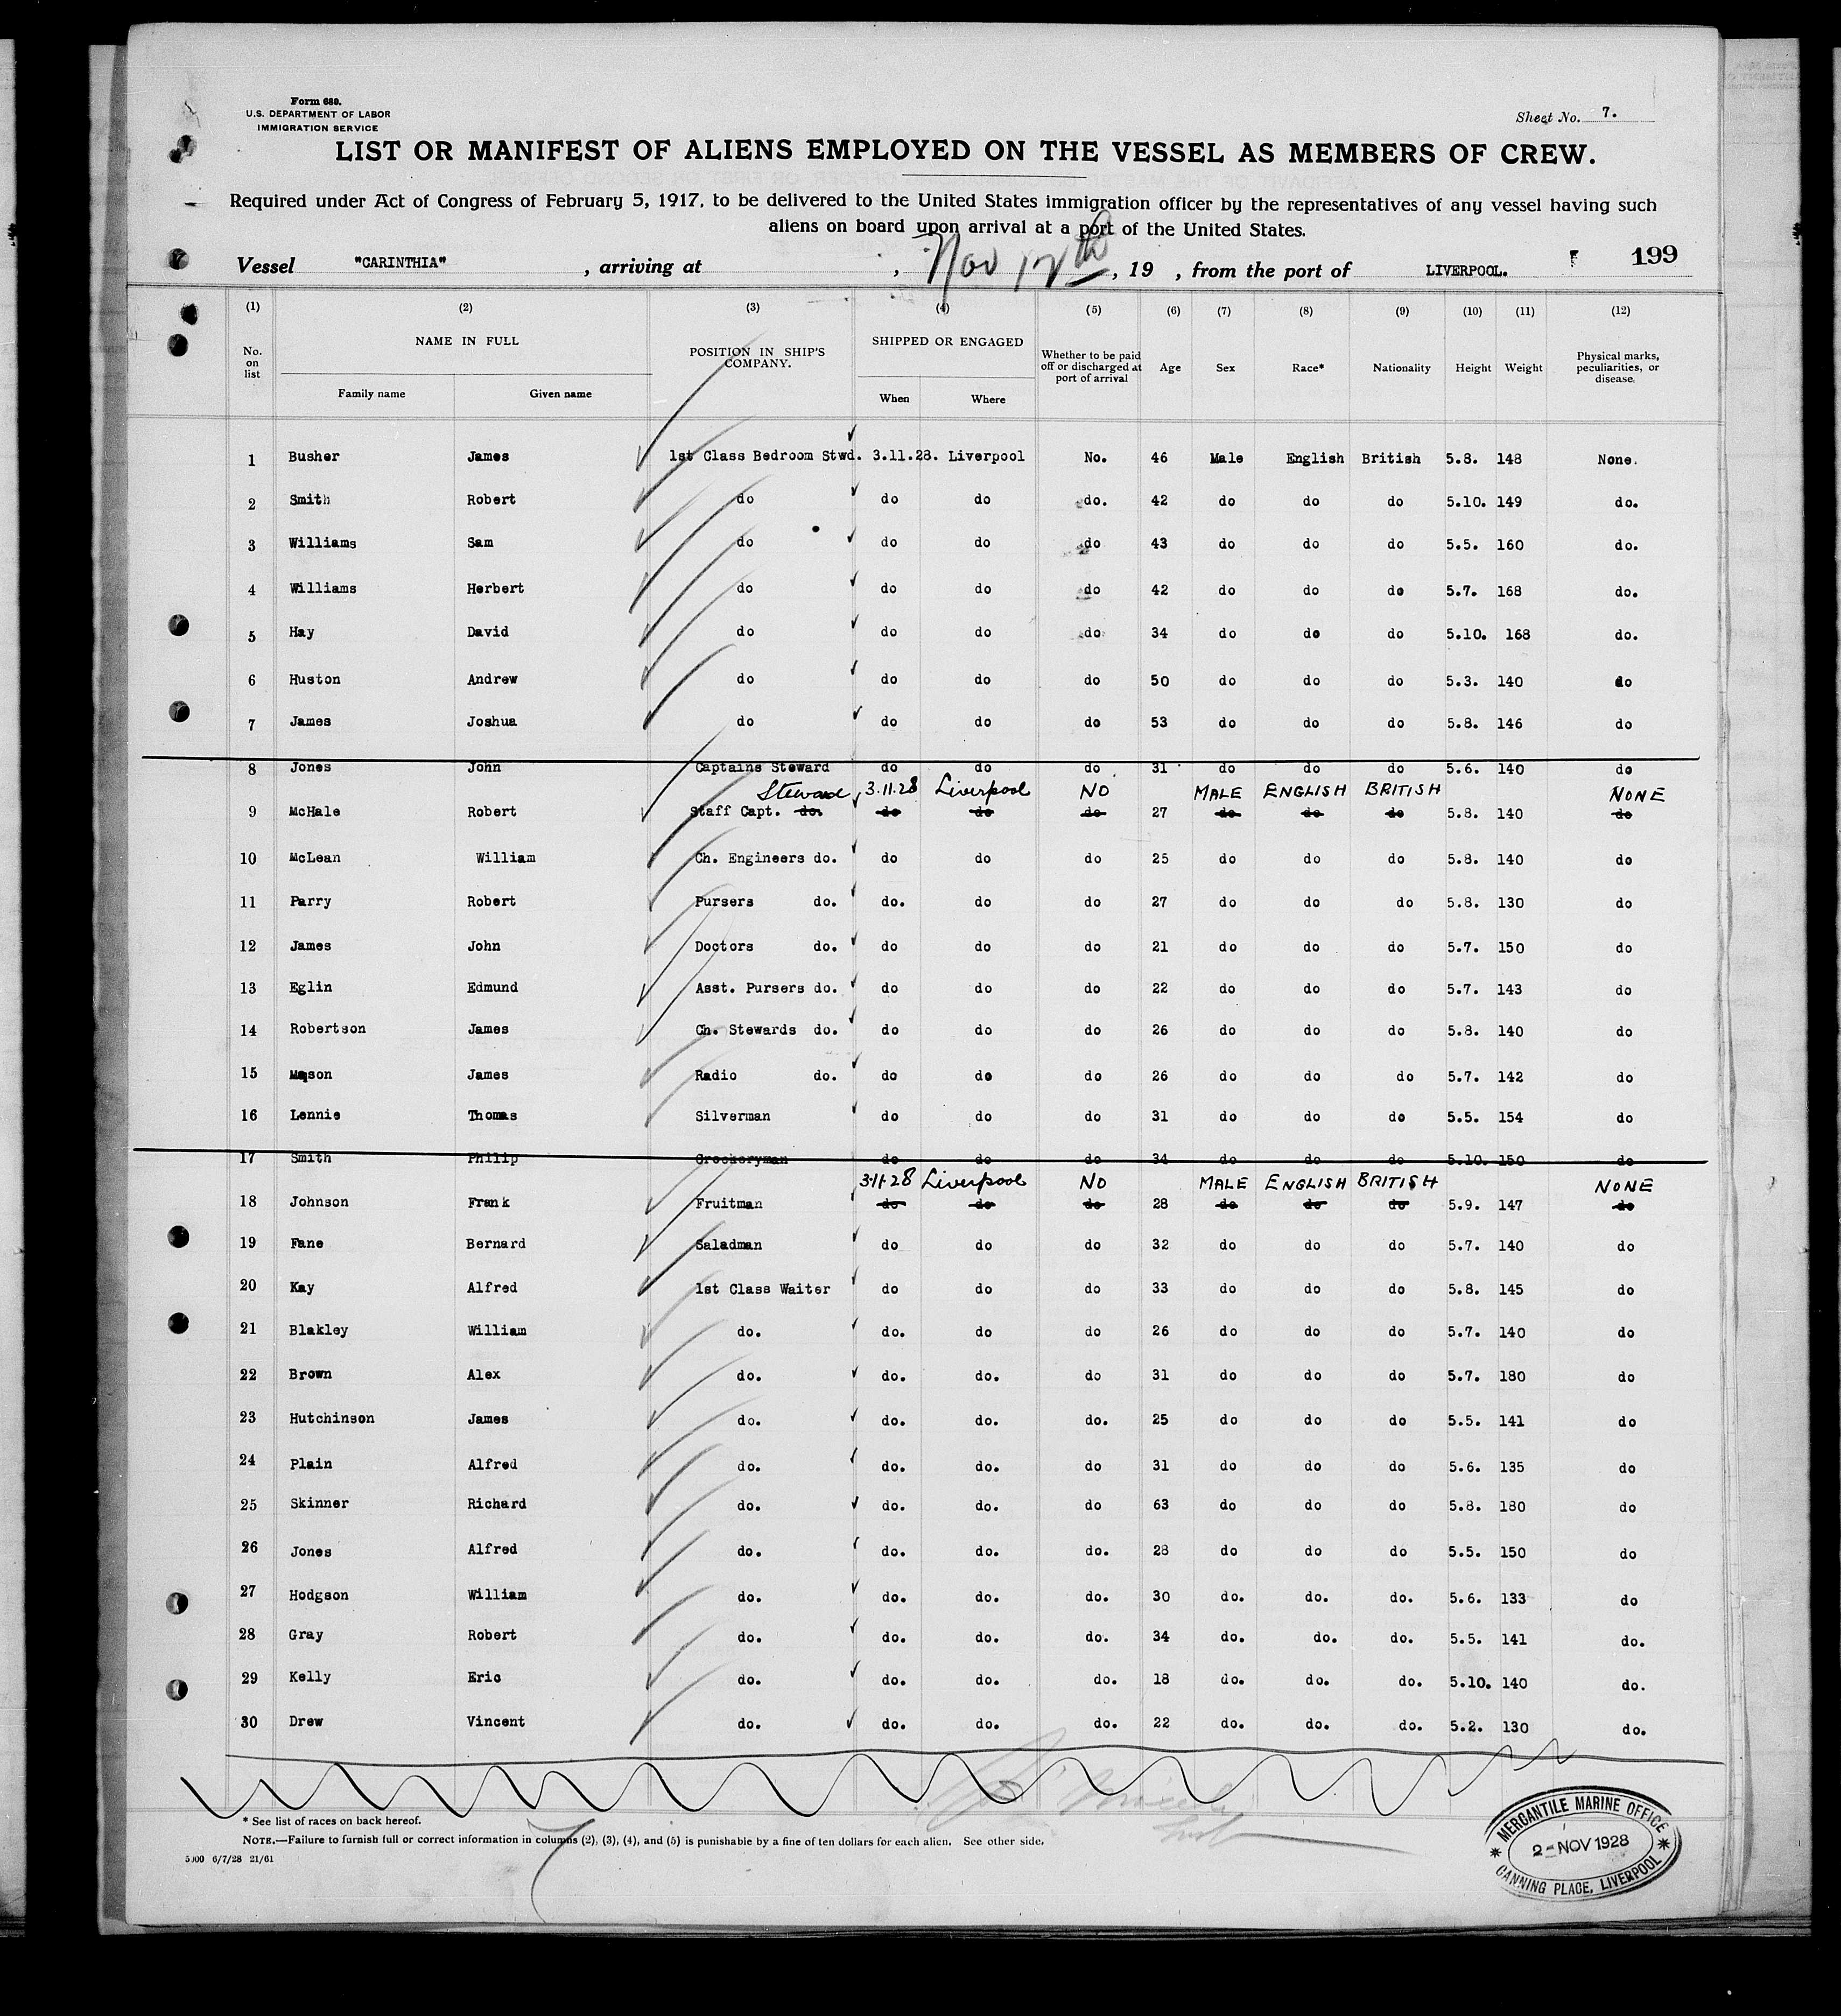 Form 680.
U.S. DEPARTMENT OF LABOR
IMMIGRATION SERVICE
Sheet No. 7.
LIST OR MANIFEST OF ALIENS EMPLOYED ON THE VESSEL AS MEMBERS OF CREW.
Required under Act of Congress of February 5, 1917, to be delivered to the United States immigration officer by the representatives of any vessel having such
aliens on board upon arrival at a port of the United States.
Vessel "CARINTHIA" , arriving at , Nov 12th , 19 , from the port of LIVERPOOL. 199
(1) (2) (3) (4) (5) (6) (7) (8) (9) (10) (11) (12)
No. on list NAME IN FULL Family name Given name POSITION IN SHIP'S COMPANY. SHIPPED OR ENGAGED When Where Whether to be paid off or discharged at port of arrival Age Sex Race* Nationality Height Weight Physical marks, peculiarities, or disease.
1 Busher James 1st Class Bedroom Stwd. 3.11.28. Liverpool No. 46 Male English British 5.8. 148 None.
2 Smith Robert do do do do. 42 do do do 5.10. 149 do.
3 Williams Sam do do do do 43 do do do 5.5. 160 do.
4 Williams Herbert do do do do 42 do do do 5.7. 168 do.
5 Hay David do do do do 34 do do do 5.10. 168 do.
6 Huston Andrew do do do do 50 do do do 5.3. 140 do
7 James Joshua do do do do 53 do do do 5.8. 146 do
8 Jones John Captains Steward do do do 31 do do do 5.6. 140 do
Steward 3.11.28 Liverpool NO MALE ENGLISH BRITISH NONE
9 McHale Robert Staff Capt. do. do do do 27 do do do 5.8. 140 do
10 McLean William Ch. Engineers do. do do do 25 do do do 5.8. 140 do
11 Parry Robert Pursers do. do. do do 27 do do do 5.8. 130 do
12 James John Doctors do. do do do 21 do do do 5.7. 150 do
13 Eglin Edmund Asst. Pursers do. do do do 22 do do do 5.7. 143 do
14 Robertson James Ch. Stewards do. do do do 26 do do do 5.8. 140 do
15 Mason James Radio do. do do do 26 do do do 5.7. 142 do
16 Lennie Thomas Silverman do do do 31 do do do 5.5. 154 do
17 Smith Philip Crockeryman do do do 34 do do do 5.10. 150 do
3.11.28 Liverpool NO MALE ENGLISH BRITISH NONE
18 Johnson Frank Fruitman do do do 28 do do do 5.9. 147 do
19 Fane Bernard Saladman do do do 32 do do do 5.7. 140 do
20 Kay Alfred 1st Class Waiter do do do 33 do do do 5.8. 145 do
21 Blakley William do. do. do do 26 do do do 5.7. 140 do
22 Brown Alex do. do. do. do 31 do do do 5.7. 180 do
23 Hutchinson James do. do. do. do. 25 do do do 5.5. 141 do
24 Plain Alfred do. do. do. do 31 do do do 5.6. 135 do
25 Skinner Richard do. do. do. do 63 do do do 5.8. 180 do
26 Jones Alfred do. do. do. do. 28 do do do 5.5. 150 do
27 Hodgson William do. do. do. do. 30 do. do. do. 5.6. 133 do
28 Gray Robert do. do. do. do. 34 do. do. do. 5.5. 141 do.
29 Kelly Eric do. do. do. do. 18 do. do. do. 5.10. 140 do.
30 Drew Vincent do. do. do. do. 22 do. do. do. 5.2. 130 do.
* See list of races on back hereof.
NOTE.—Failure to furnish full or correct information in columns (2), (3), (4), and (5) is punishable by a fine of ten dollars for each alien. See other side.
5000 6/7/28 21/61
7
MERCANTILE MARINE OFFICE
2-NOV 1928
CANNING PLACE, LIVERPOOL